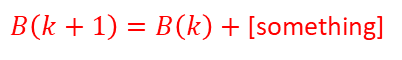 B(k + 1) = B(k) + [something]